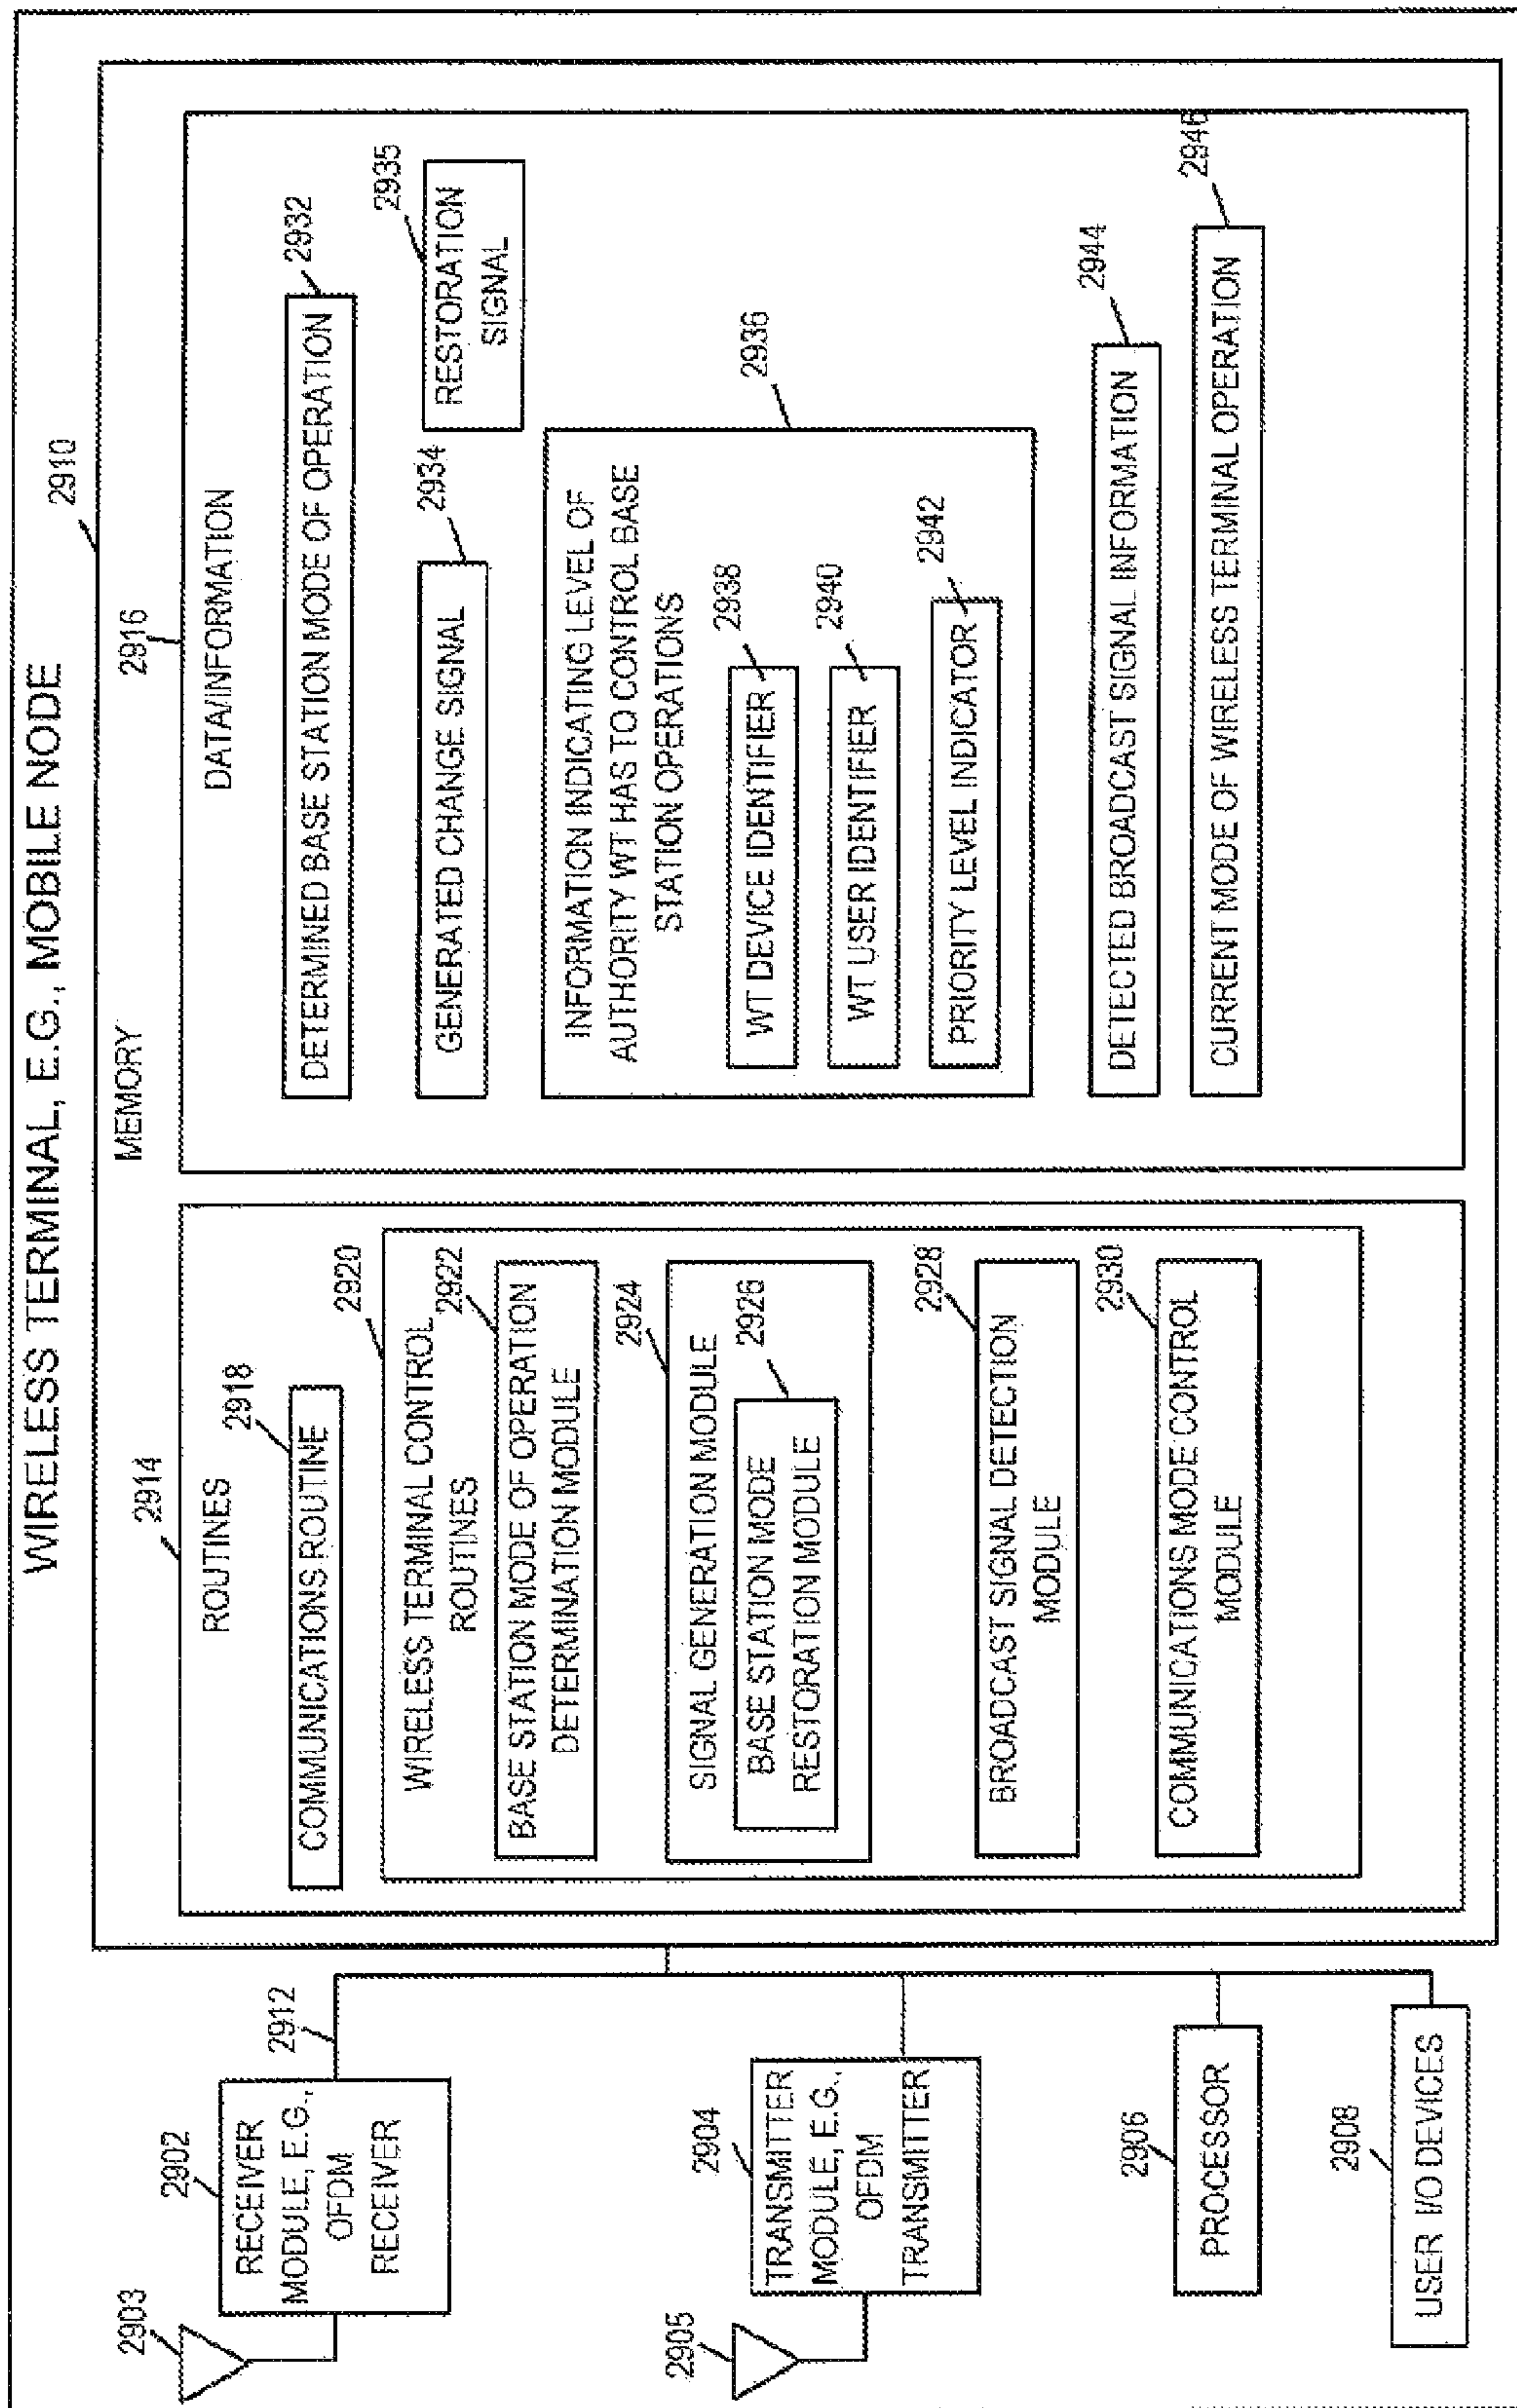 WIRELESS TERMINAL, E.G., MOBILE NODE
2910
2903
2902
RECEIVER
MODULE, E.G.,
OFDM
RECEIVER
2912
2905
2904
TRANSMITTER
MODULE, E.G.,
OFDM
TRANSMITTER
2906
PROCESSOR
2908
USER I/O DEVICES
MEMORY
2914
ROUTINES
2918
COMMUNICATIONS ROUTINE
2920
WIRELESS TERMINAL CONTROL
ROUTINES
2922
BASE STATION MODE OF OPERATION
DETERMINATION MODULE
2924
SIGNAL GENERATION MODULE
2926
BASE STATION MODE
RESTORATION MODULE
2928
BROADCAST SIGNAL DETECTION
MODULE
2930
COMMUNICATIONS MODE CONTROL
MODULE
2916
DATA/INFORMATION
2932
DETERMINED BASE STATION MODE OF OPERATION
2934
GENERATED CHANGE SIGNAL
2935
RESTORATION
SIGNAL
2936
INFORMATION INDICATING LEVEL OF
AUTHORITY WT HAS TO CONTROL BASE
STATION OPERATIONS
2938
WT DEVICE IDENTIFIER
2940
WT USER IDENTIFIER
2942
PRIORITY LEVEL INDICATOR
2944
DETECTED BROADCAST SIGNAL INFORMATION
2946
CURRENT MODE OF WIRELESS TERMINAL OPERATION